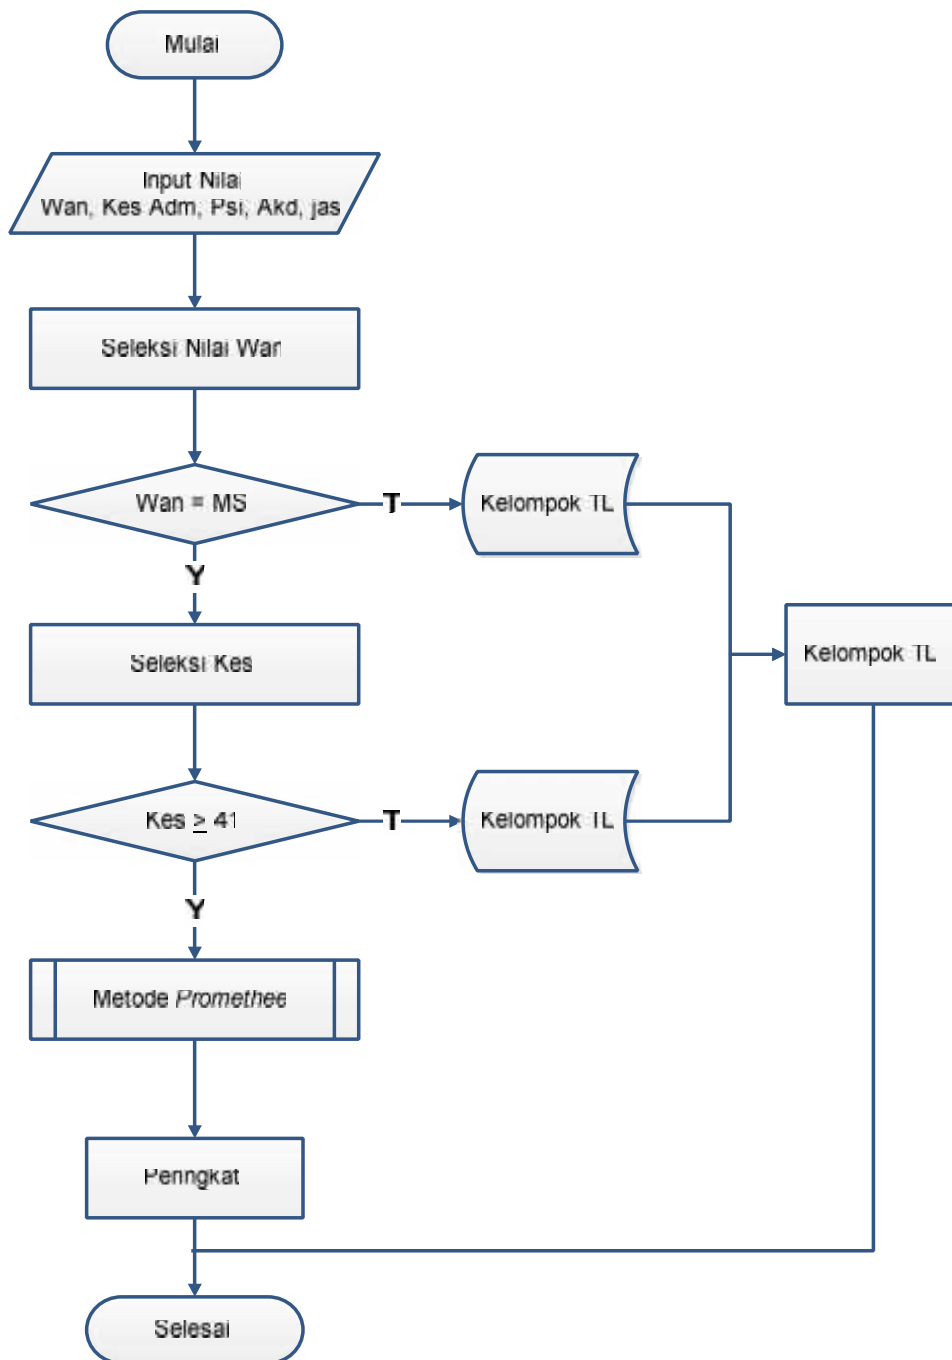 Mulai
Input Nilai
Wan, Kes Adm, Psi, Akd, jas
Seleksi Nilai Wan
Wan = MS
T
Kelompok TL
Y
Seleksi Kes
Kelompok TL
Kes ≥ 41
T
Kelompok TL
Y
Metode Promethee
Peringkat
Selesai